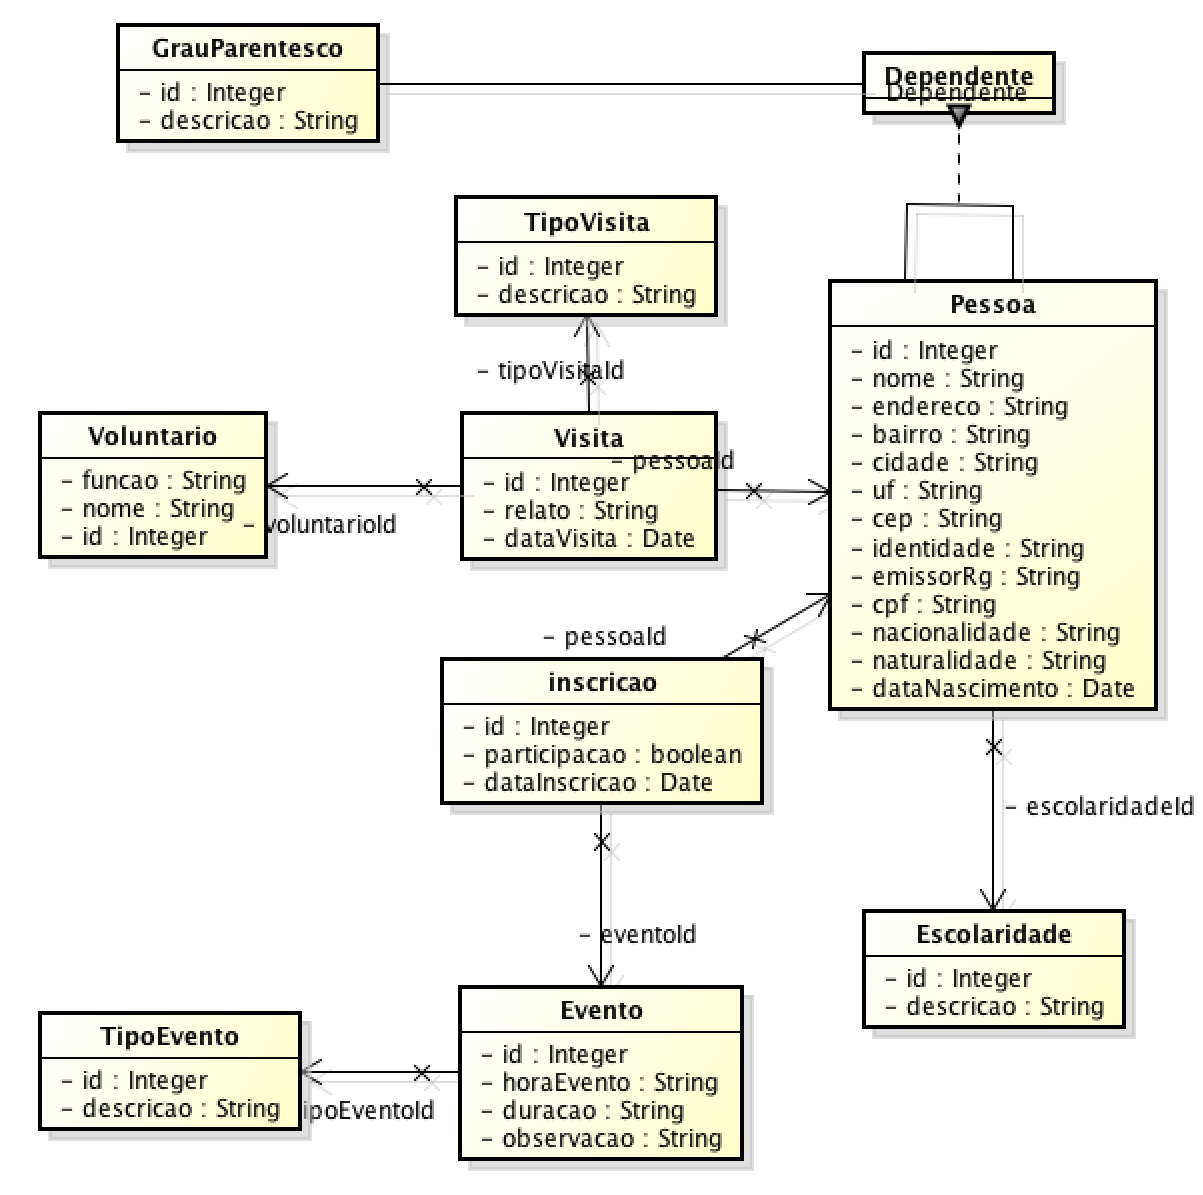 GrauParentesco
- id : Integer
- descricao : String
Dependente
Dependente
TipoVisita
- id : Integer
- descricao : String
- tipoVisitaId
Pessoa
- id : Integer
- nome : String
- endereco : String
- bairro : String
- cidade : String
- uf : String
- cep : String
- identidade : String
- emissorRg : String
- cpf : String
- nacionalidade : String
- naturalidade : String
- dataNascimento : Date
Voluntario
- funcao : String
- nome : String
- id : Integer
- voluntarioId
Visita
- id : Integer
- relato : String
- dataVisita : Date
- pessoaId
- pessoaId
inscricao
- id : Integer
- participacao : boolean
- dataInscricao : Date
- escolaridadeId
- eventoId
Escolaridade
- id : Integer
- descricao : String
Evento
- id : Integer
- horaEvento : String
- duracao : String
- observacao : String
TipoEvento
- id : Integer
- descricao : String
ipoEventoId